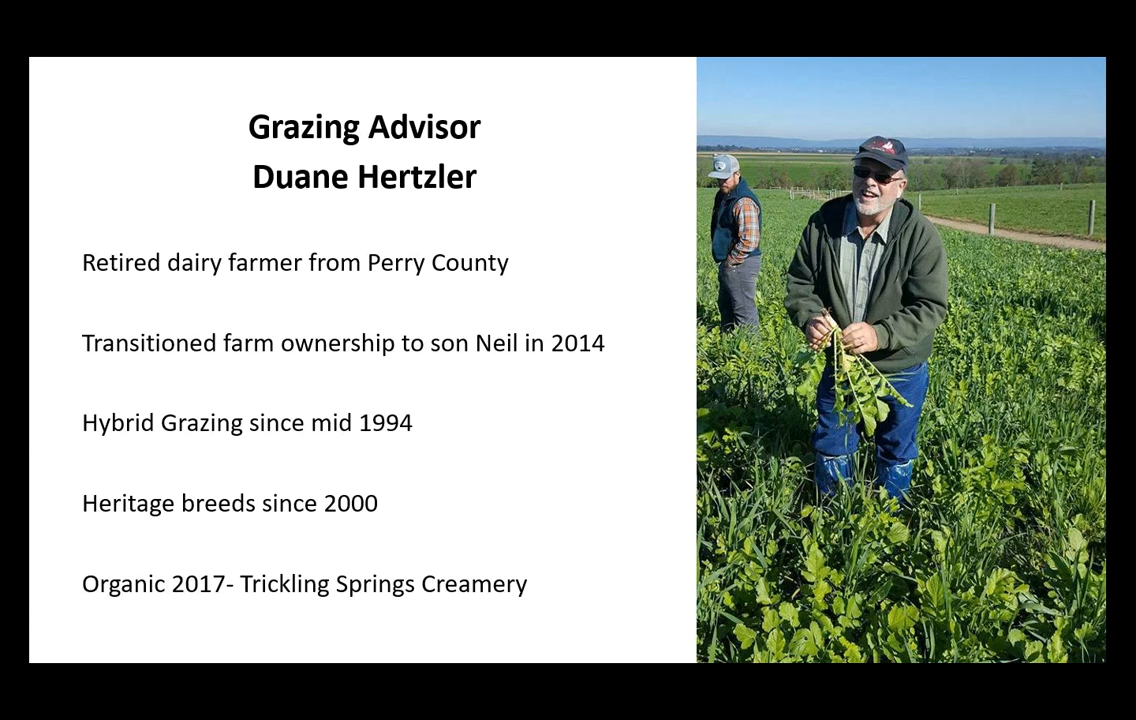 Grazing Advisor
Duane Hertzler
Retired dairy farmer from Perry County
Transitioned farm ownership to son Neil in 2014
Hybrid Grazing since mid 1994
Heritage breeds since 2000
Organic 2017- Trickling Springs Creamery